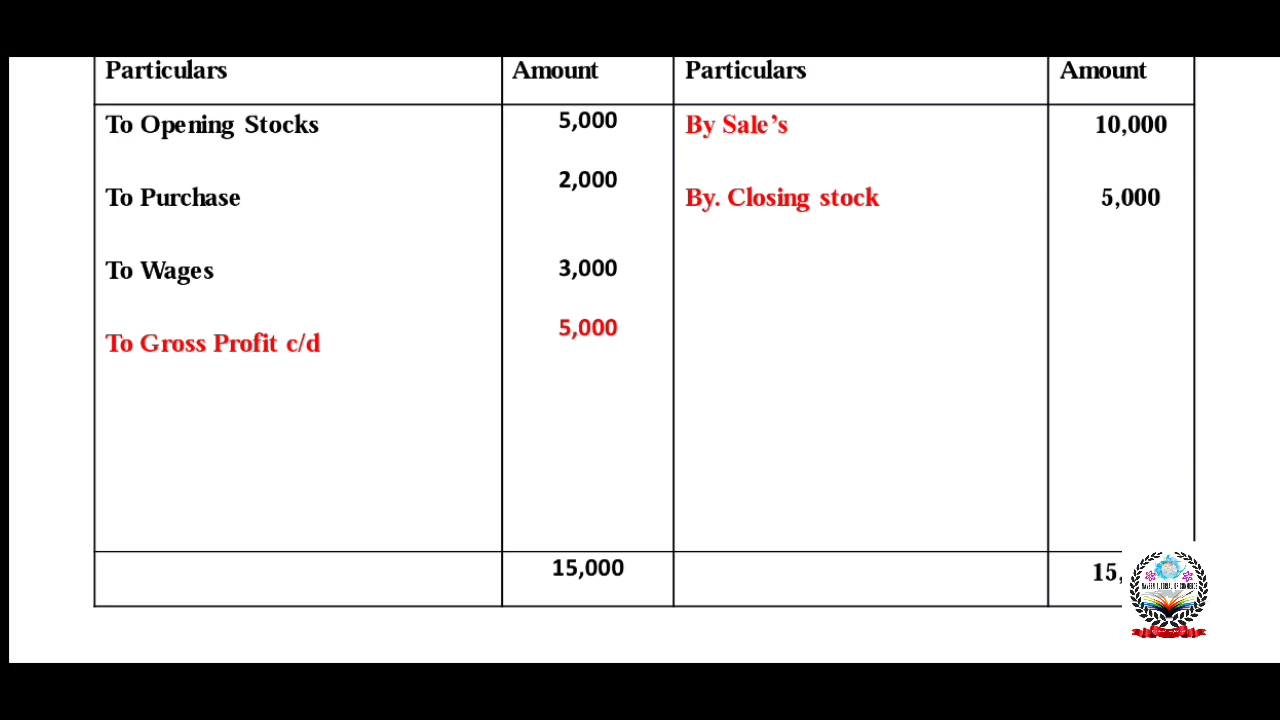 Particulars Amount Particulars Amount
To Opening Stocks 5,000 By Sale’s 10,000
To Purchase 2,000 By. Closing stock 5,000
To Wages 3,000
To Gross Profit c/d 5,000
15,000 15,